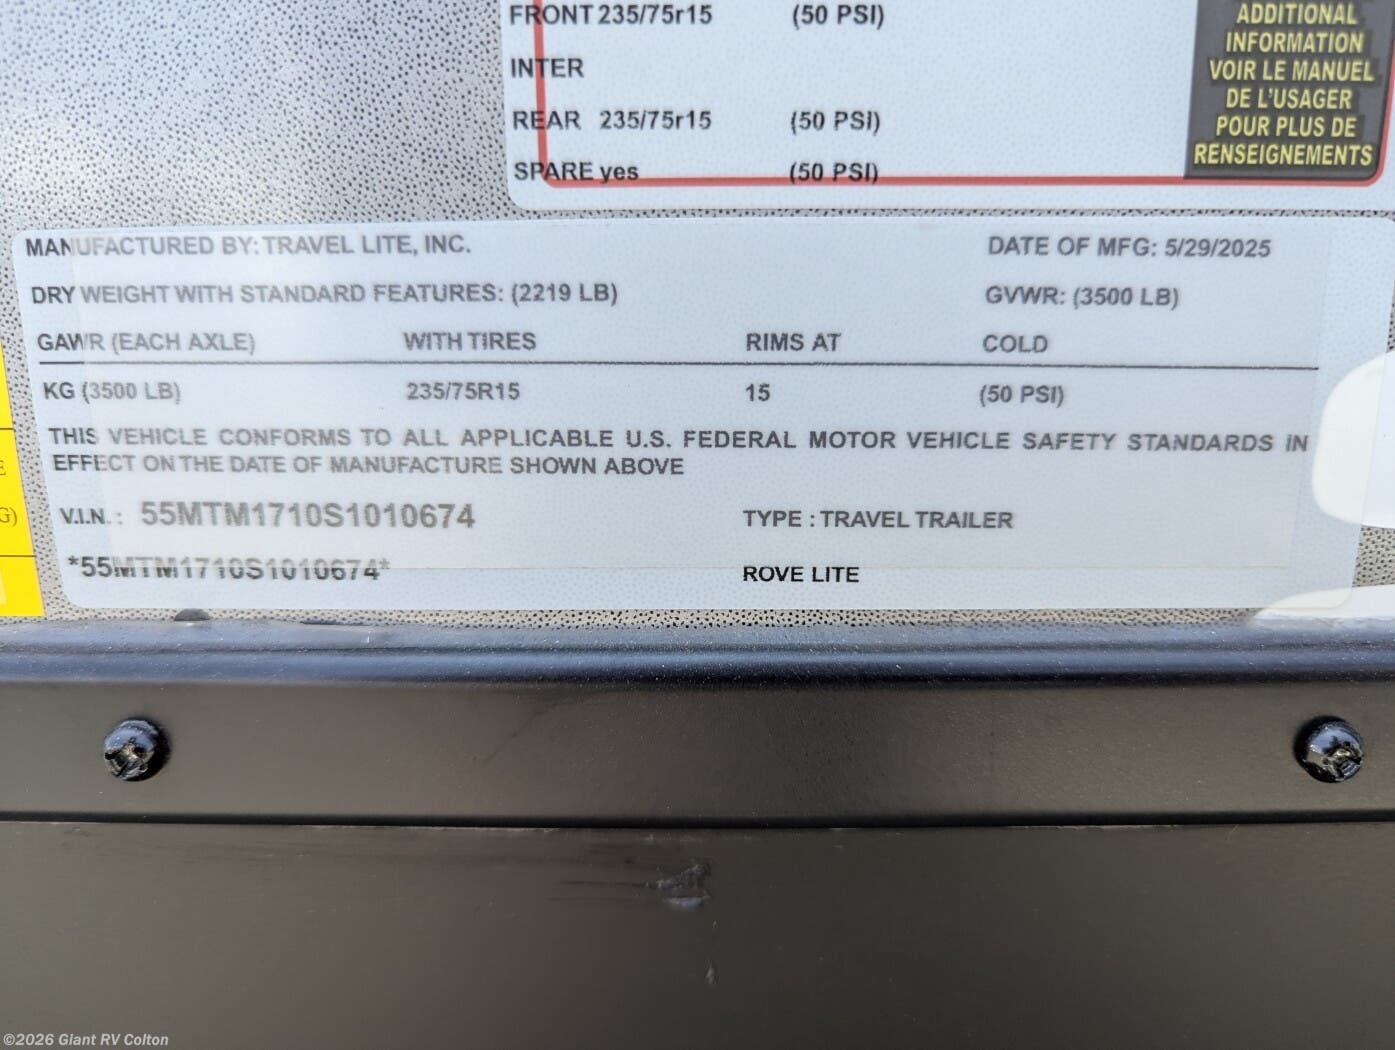 FRONT 235/75r15 (50 PSI)
INTER
REAR 235/75r15 (50 PSI)
SPARE yes (50 PSI)
ADDITIONAL
INFORMATION
VOIR LE MANUEL
DE L'USAGER
POUR PLUS DE
RENSEIGNEMENTS
MANUFACTURED BY: TRAVEL LITE, INC. DATE OF MFG: 5/29/2025
DRY WEIGHT WITH STANDARD FEATURES: (2219 LB) GVWR: (3500 LB)
GAWR (EACH AXLE) WITH TIRES RIMS AT COLD
KG (3500 LB) 235/75R15 15 (50 PSI)
THIS VEHICLE CONFORMS TO ALL APPLICABLE U.S. FEDERAL MOTOR VEHICLE SAFETY STANDARDS IN
EFFECT ON THE DATE OF MANUFACTURE SHOWN ABOVE
V.I.N. : 55MTM1710S1010674 TYPE : TRAVEL TRAILER
*55MTM1710S1010674* ROVE LITE
E
G)
©2026 Giant RV Colton